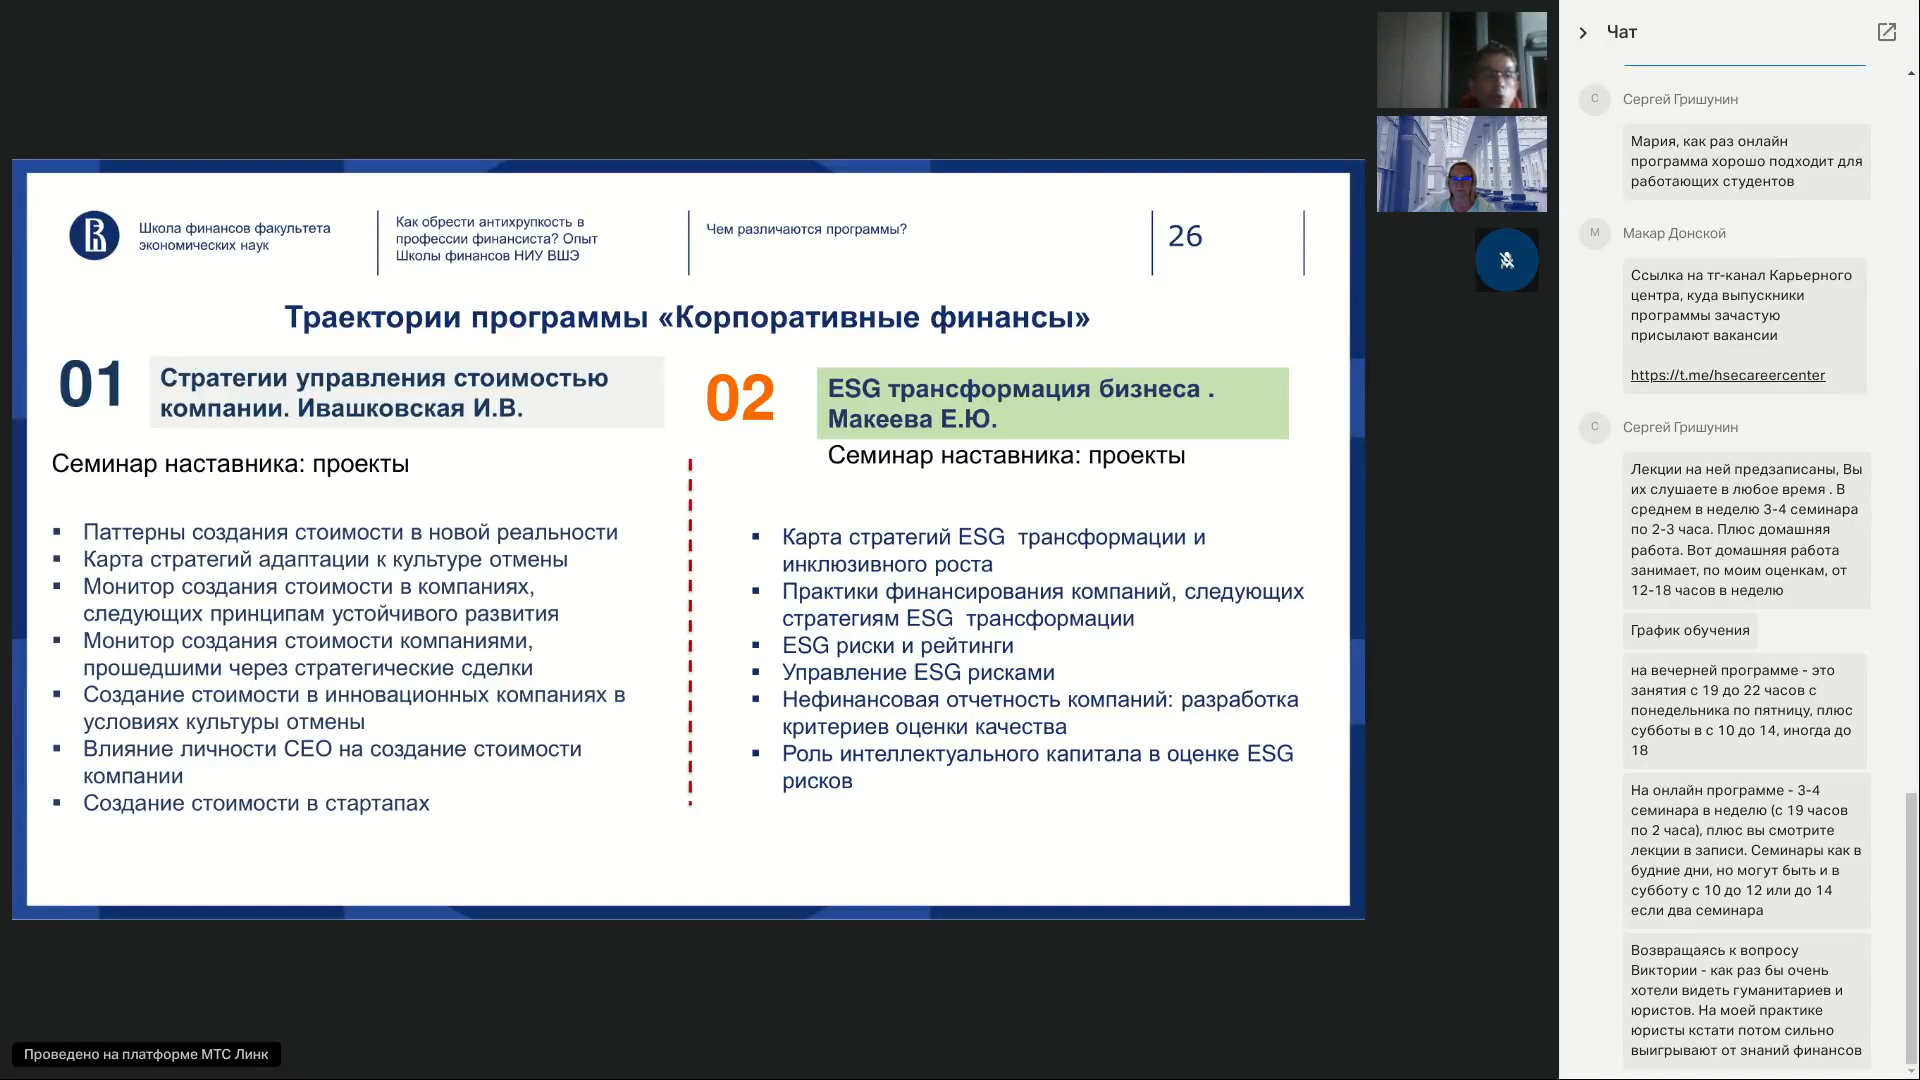 Школа финансов факультета
экономических наук
Как обрести антихрупкость в
профессии финансиста? Опыт
Школы финансов НИУ ВШЭ
Чем различаются программы?
26
Траектории программы «Корпоративные финансы»
01
Стратегии управления стоимостью
компании. Ивашковская И.В.
Семинар наставника: проекты
▪ Паттерны создания стоимости в новой реальности
▪ Карта стратегий адаптации к культуре отмены
▪ Монитор создания стоимости в компаниях,
следующих принципам устойчивого развития
▪ Монитор создания стоимости компаниями,
прошедшими через стратегические сделки
▪ Создание стоимости в инновационных компаниях в
условиях культуры отмены
▪ Влияние личности CEO на создание стоимости
компании
▪ Создание стоимости в стартапах
02
ESG трансформация бизнеса .
Макеева Е.Ю.
Семинар наставника: проекты
▪ Карта стратегий ESG трансформации и
инклюзивного роста
▪ Практики финансирования компаний, следующих
стратегиям ESG трансформации
▪ ESG риски и рейтинги
▪ Управление ESG рисками
▪ Нефинансовая отчетность компаний: разработка
критериев оценки качества
▪ Роль интеллектуального капитала в оценке ESG
рисков
Проведено на платформе МТС Линк
Чат
С
Сергей Гришунин
Мария, как раз онлайн
программа хорошо подходит для
работающих студентов
М
Макар Донской
Ссылка на тг-канал Карьерного
центра, куда выпускники
программы зачастую
присылают вакансии
https://t.me/hsecareercenter
С
Сергей Гришунин
Лекции на ней предзаписаны, Вы
их слушаете в любое время . В
среднем в неделю 3-4 семинара
по 2-3 часа. Плюс домашняя
работа. Вот домашняя работа
занимает, по моим оценкам, от
12-18 часов в неделю
График обучения
на вечерней программе - это
занятия с 19 до 22 часов с
понедельника по пятницу, плюс
субботы в с 10 до 14, иногда до
18
На онлайн программе - 3-4
семинара в неделю (с 19 часов
по 2 часа), плюс вы смотрите
лекции в записи. Семинары как в
будние дни, но могут быть и в
субботу с 10 до 12 или до 14
если два семинара
Возвращаясь к вопросу
Виктории - как раз бы очень
хотели видеть гуманитариев и
юристов. На моей практике
юристы кстати потом сильно
выигрывают от знаний финансов